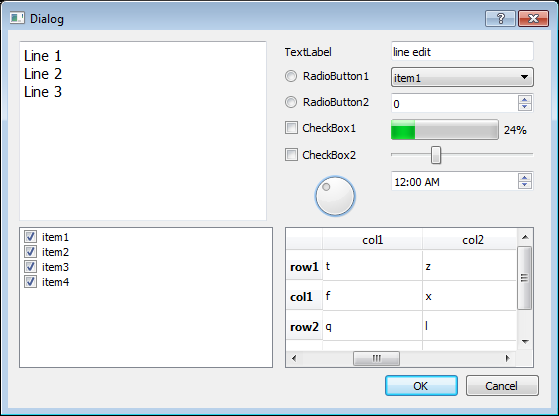 Dialog
?
Line 1
Line 2
Line 3
TextLabel
line edit
RadioButton1
item1
RadioButton2
0
CheckBox1
24%
CheckBox2
12:00 AM
item1
item2
item3
item4
col1 col2
row1 t z
col1 f x
row2 q l
OK Cancel